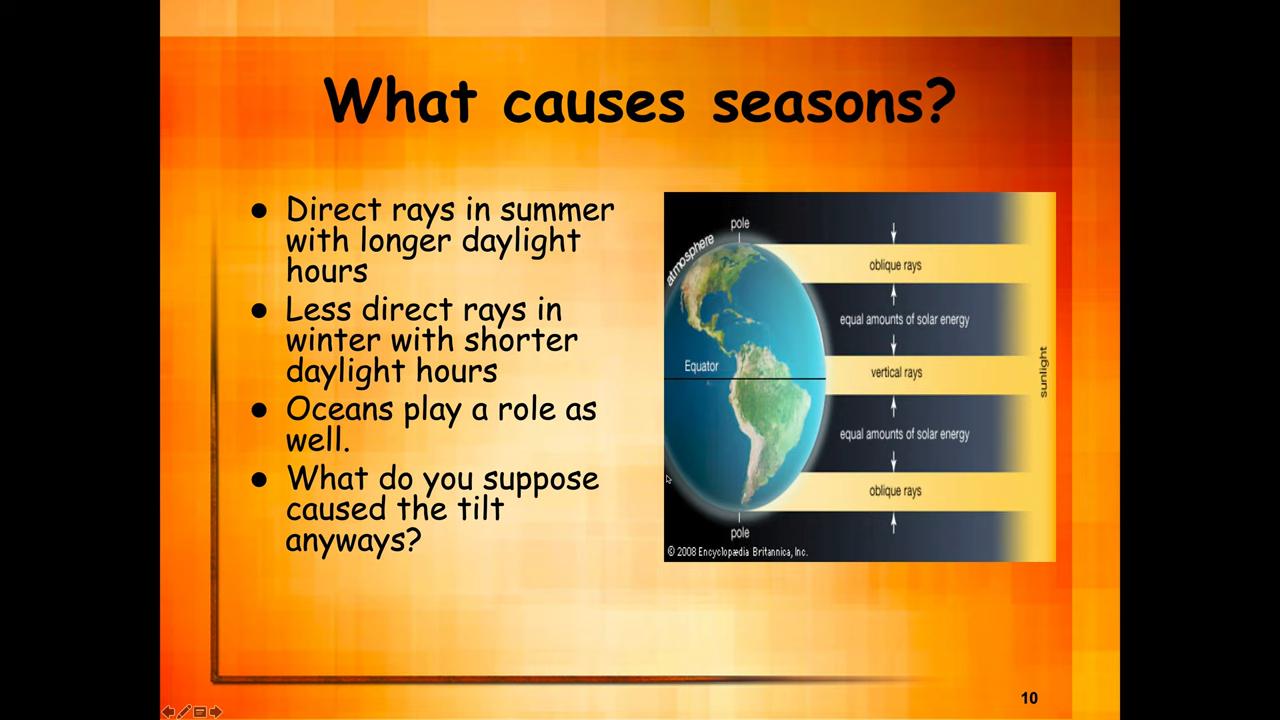 What causes seasons?
● Direct rays in summer
with longer daylight
hours
● Less direct rays in
winter with shorter
daylight hours
● Oceans play a role as
well.
● What do you suppose
caused the tilt
anyways?
pole
atmosphere
oblique rays
equal amounts of solar energy
Equator
vertical rays
sunlight
equal amounts of solar energy
oblique rays
pole
© 2008 Encyclopædia Britannica, Inc.
10